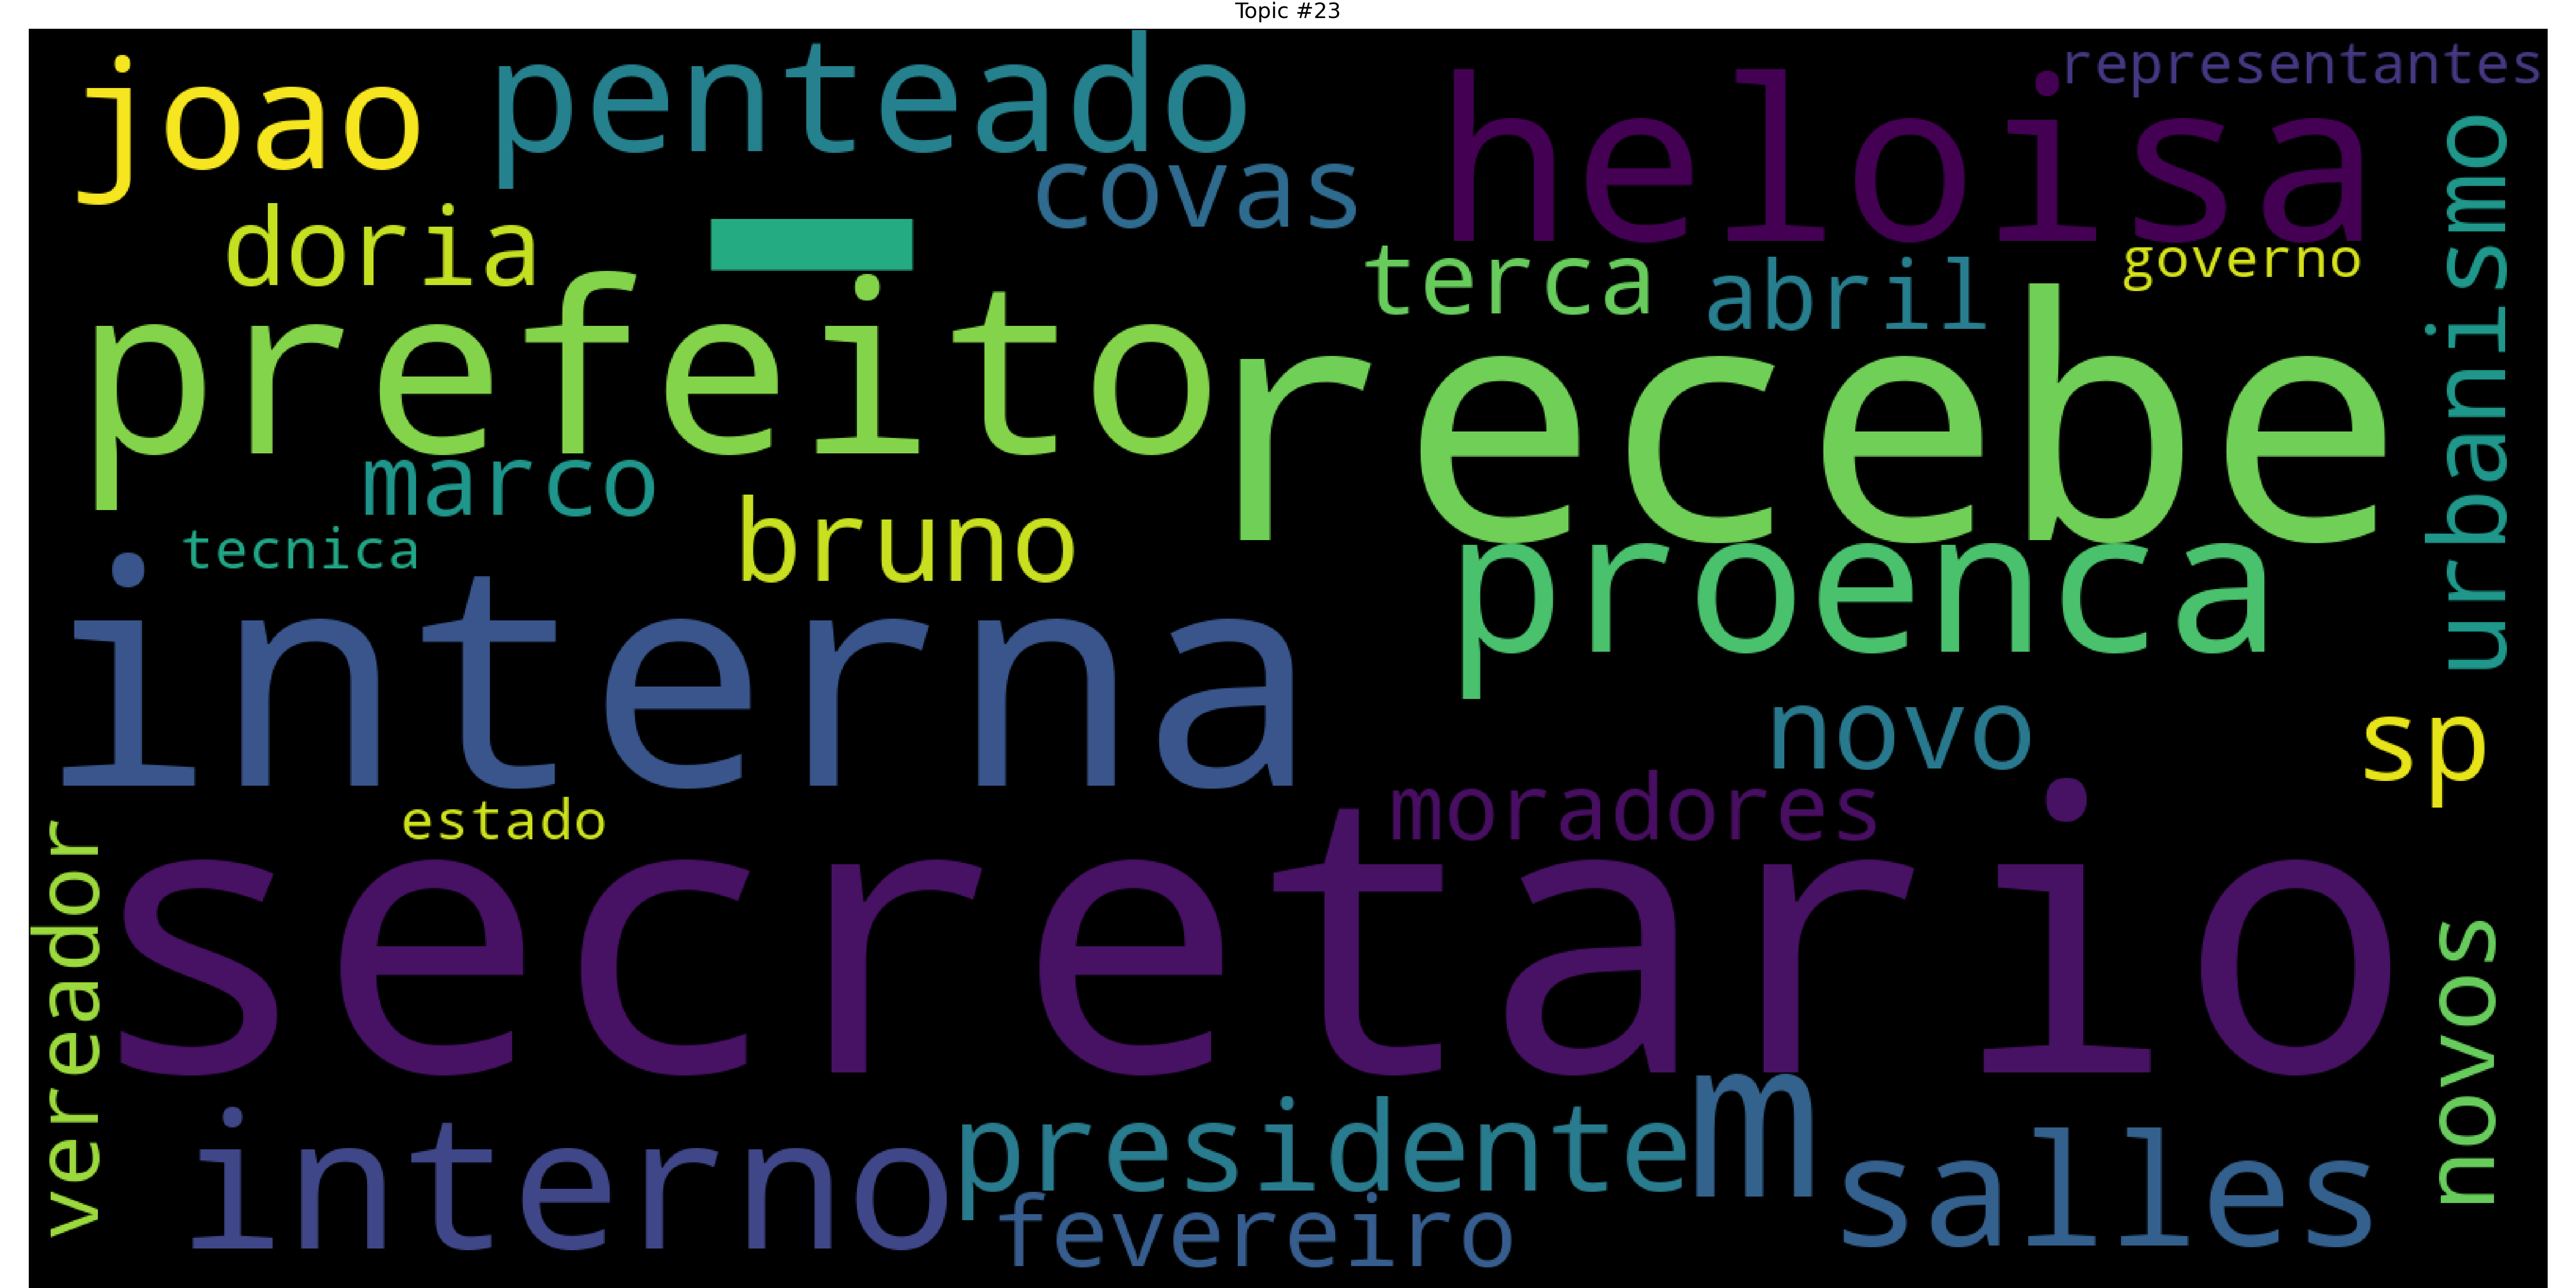 Topic #23
joao
penteado
heloisa
representantes
covas
doria
terca
abril
governo
urbanismo
prefeito
recebe
marco
bruno
tecnica
proenca
interna
novo
sp
estado
moradores
vereador
secretario
novos
interno
presidente
m
salles
fevereiro